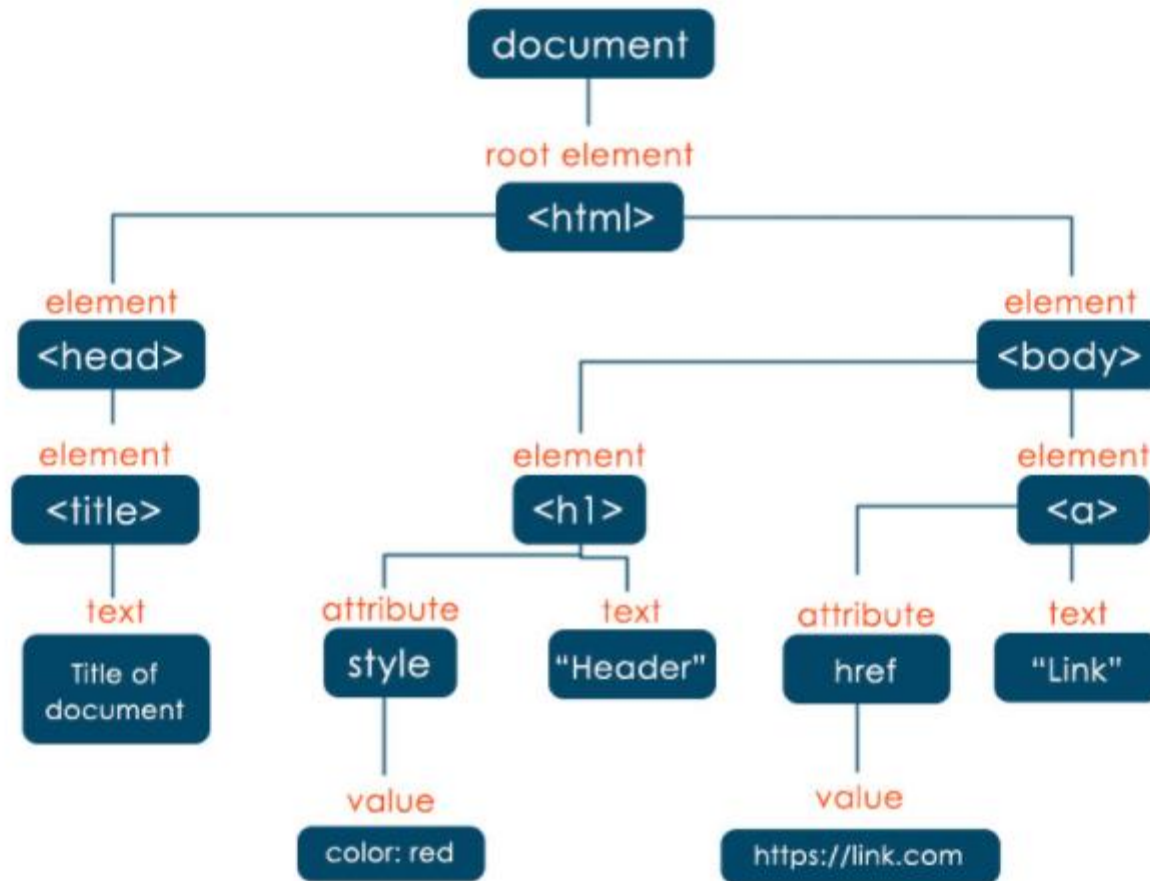 document
root element
<html>
element
element
<head>
<body>
element
element
element
<title>
<h1>
<a>
text
attribute
text
attribute
text
Title of
document
style
“Header”
href
“Link”
value
value
color: red
https://link.com